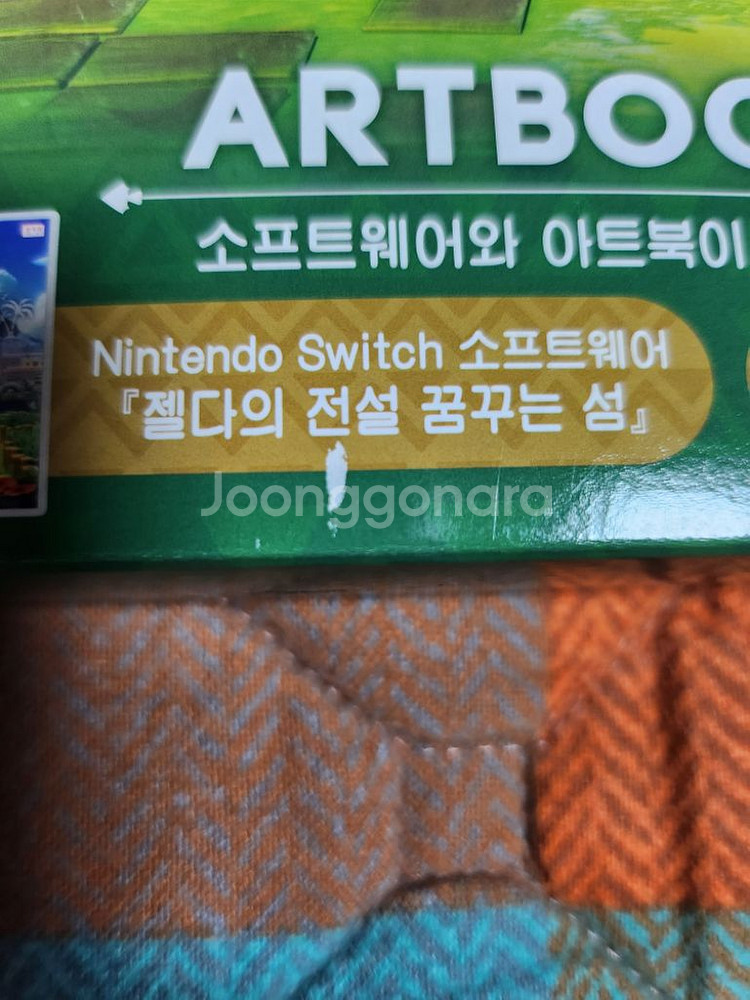 ARTBOO
소프트웨어와 아트북이
Nintendo Switch 소프트웨어
『젤다의 전설 꿈꾸는 섬』
Joonggonara